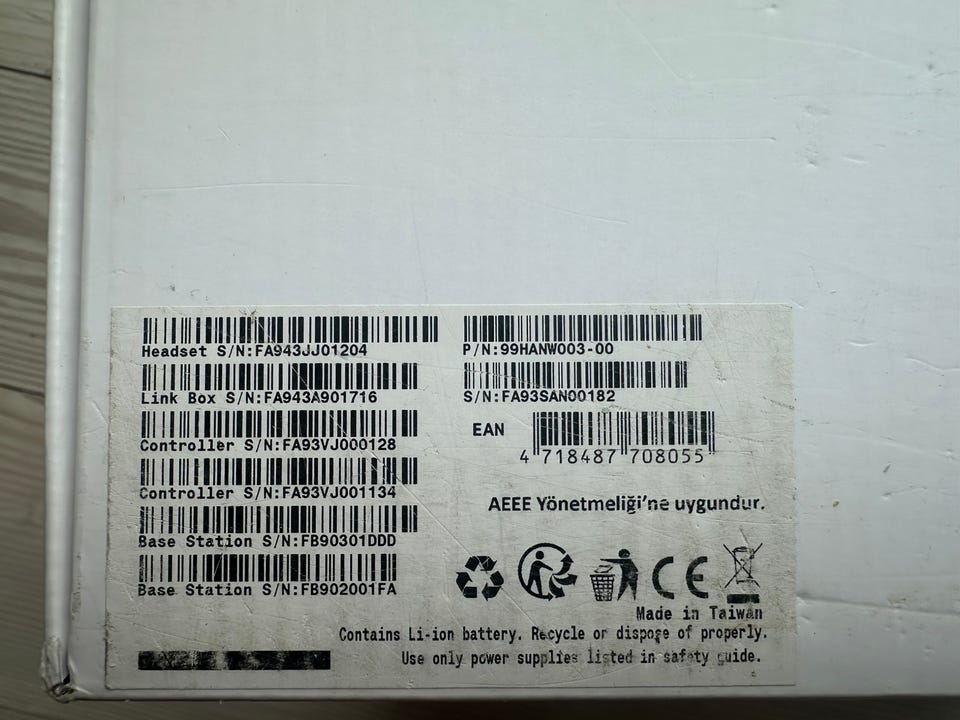 Headset S/N:FA943JJ01204
Link Box S/N:FA943A901716
Controller S/N:FA93VJ000128
Controller S/N:FA93VJ001134
Base Station S/N:FB90301DDD
Base Station S/N:FB902001FA
P/N:99HANW003-00
S/N:FA93SAN00182
EAN
4 718487 708055
AEEE Yönetmeliği'ne uygundur.
CE
Made in Taiwan
Contains Li-ion battery. Recycle or dispose of properly.
Use only power supplies listed in safety guide.